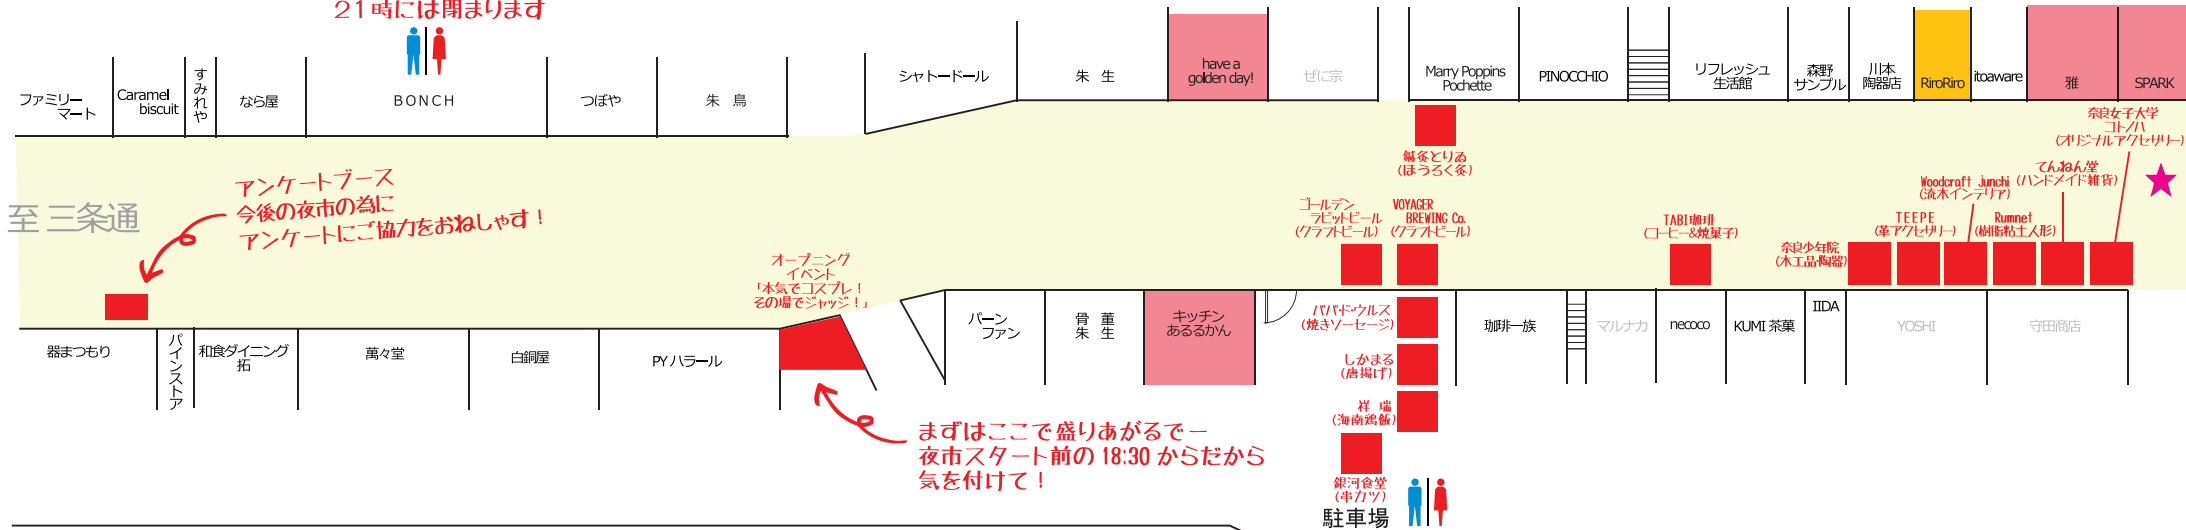 21時には閉まります
ファミリー
マート
Caramel
biscuit
すみれや
なら屋
BONCH
つぼや
朱鳥
シャトードール
朱生
have a
golden day!
ぜに宗
Marry Poppins
Pochette
PINOCCHIO
リフレッシュ
生活館
森野
サンプル
川本
陶器店
RiroRiro
itoaware
雅
SPARK
奈良女子大学
コトノハ
(オリジナルアクセサリー)
てんねん堂
(ハンドメイド雑貨)
Woodcraft junchi
(流木インテリア)
鍼灸とりゐ
(ほうろく灸)
アンケートブース
今後の夜市の為に
アンケートにご協力をおねしゃす!
至 三条通
ゴールデン
ラビットビール
(クラフトビール)
VOYAGER
BREWING Co.
(クラフトビール)
TABI珈琲
(コーヒー&焼菓子)
TEEPE
(革アクセサリー)
Rumnet
(樹脂粘土人形)
奈良少年院
(木工品・陶器)
オープニング
イベント
「本気でコスプレ!
その場でジャッジ!」
器まつもり
パインストア
和食ダイニング
拓
萬々堂
白銅屋
PYハラール
パーン
ファン
骨董
朱生
キッチン
あるるかん
ババ・ド・ウルス
(焼きソーセージ)
しかまる
(唐揚げ)
祥瑞
(海南鶏飯)
銀河食堂
(串カツ)
駐車場
珈琲一族
マルナカ
necoco
KUMI 茶菓
IIDA
YOSHI
守田商店
まずはここで盛りあがるでー
夜市スタート前の18:30からだから
気を付けて!